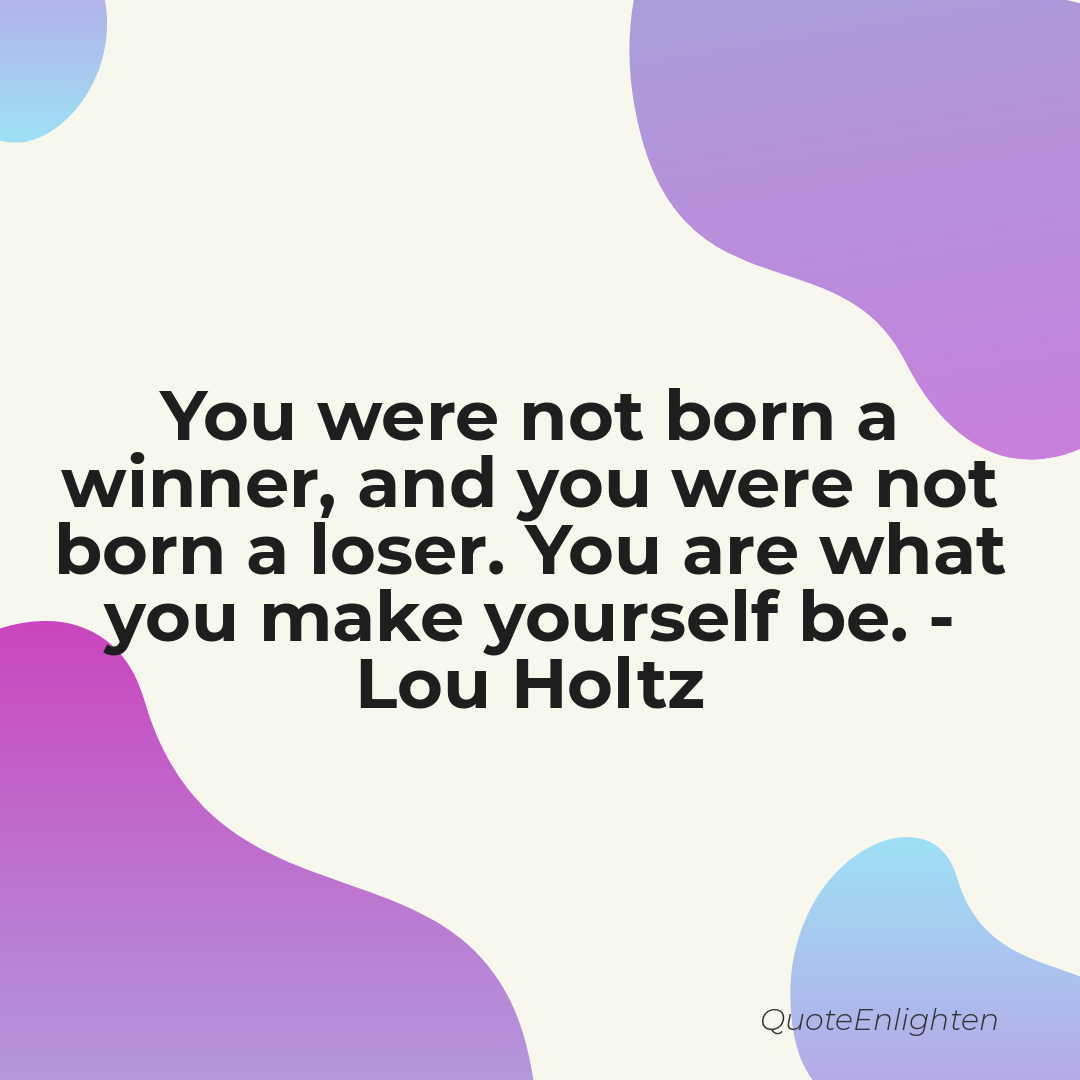 You were not born a
winner, and you were not
born a loser. You are what
you make yourself be. -
Lou Holtz
QuoteEnlighten